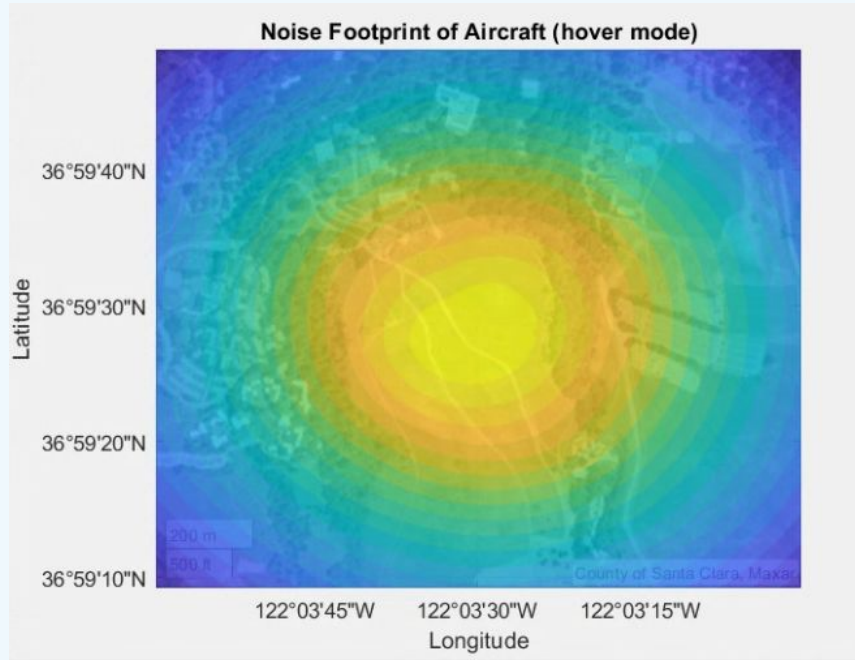 Noise Footprint of Aircraft (hover mode)
Latitude
36°59'40"N
36°59'30"N
36°59'20"N
36°59'10"N
200 m
500 ft
County of Santa Clara, Maxar
122°03'45"W
122°03'30"W
122°03'15"W
Longitude